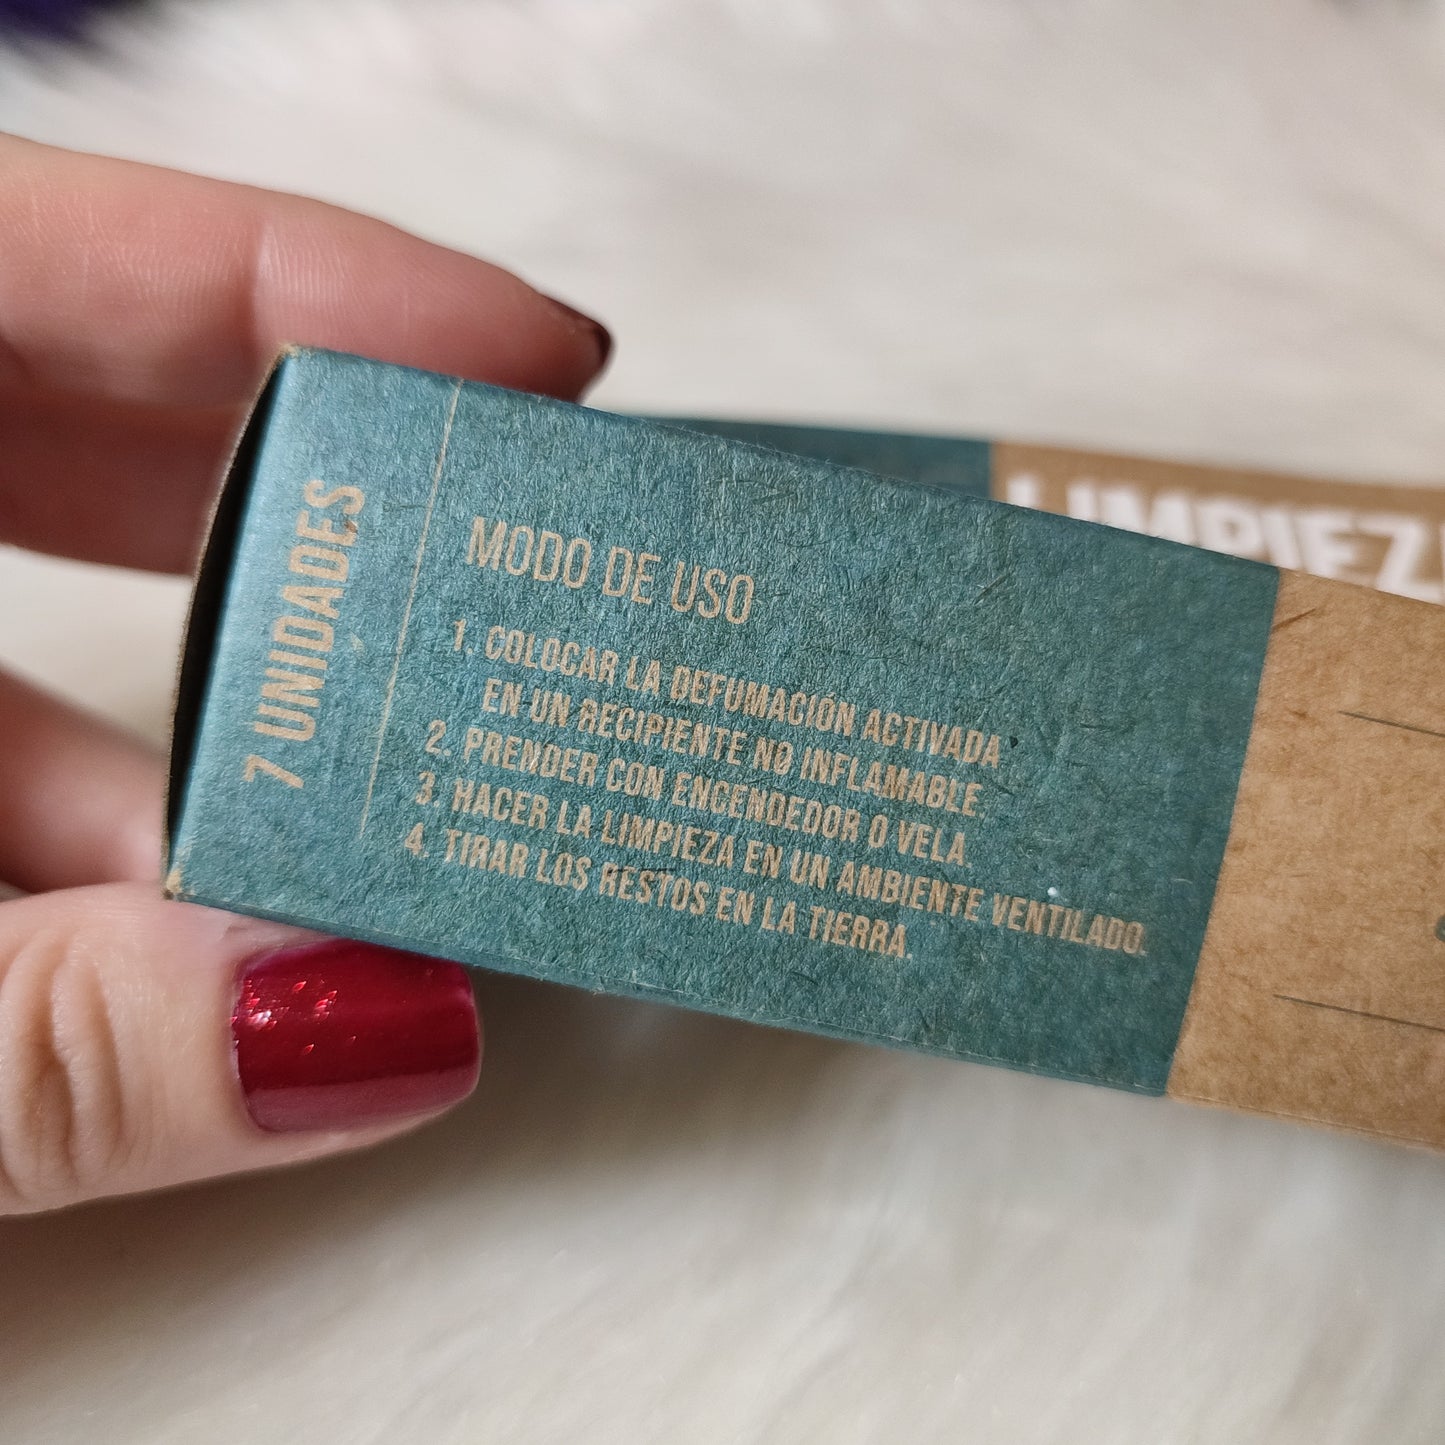 7 UNIDADES
MODO DE USO
1. COLOCAR LA DEFUMACIÓN ACTIVADA
EN UN RECIPIENTE NO INFLAMABLE.
2. PRENDER CON ENCENDEDOR O VELA.
3. HACER LA LIMPIEZA EN UN AMBIENTE VENTILADO.
4. TIRAR LOS RESTOS EN LA TIERRA.
LIMPIEZ